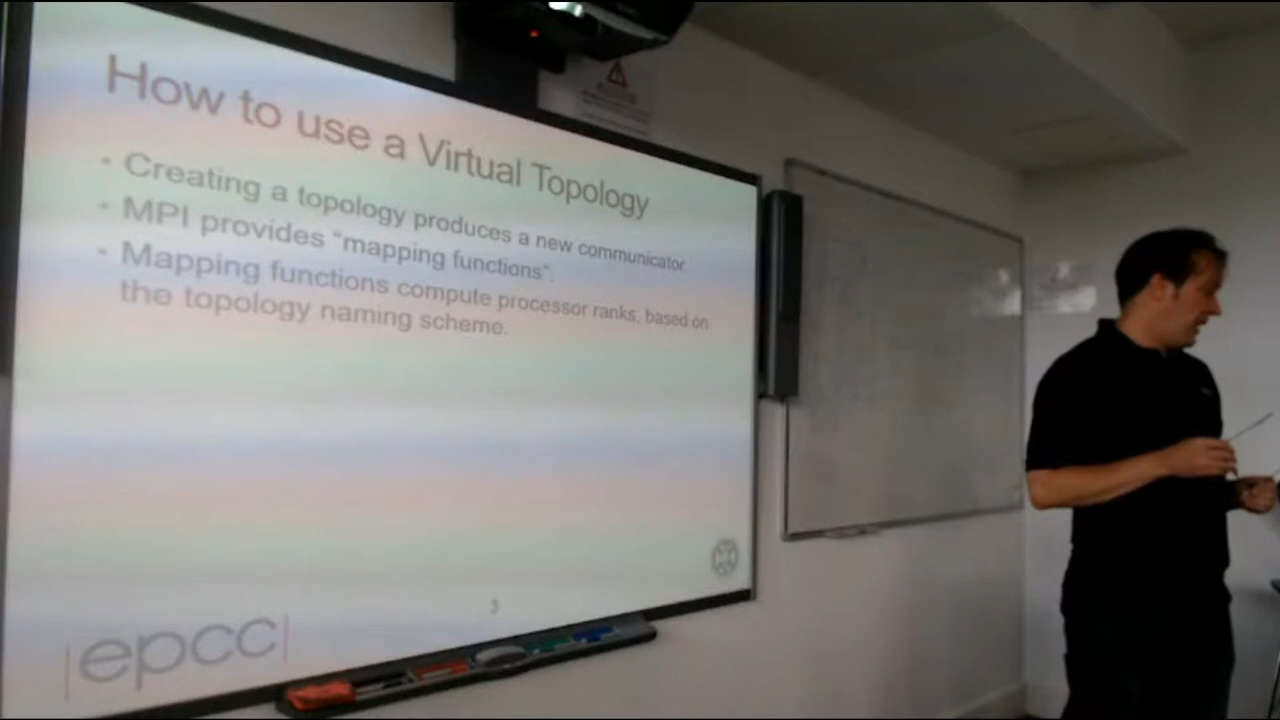 How to use a Virtual Topology
• Creating a topology produces a new communicator.
• MPI provides “mapping functions”.
• Mapping functions compute processor ranks, based on
the topology naming scheme.
3
|epcc|